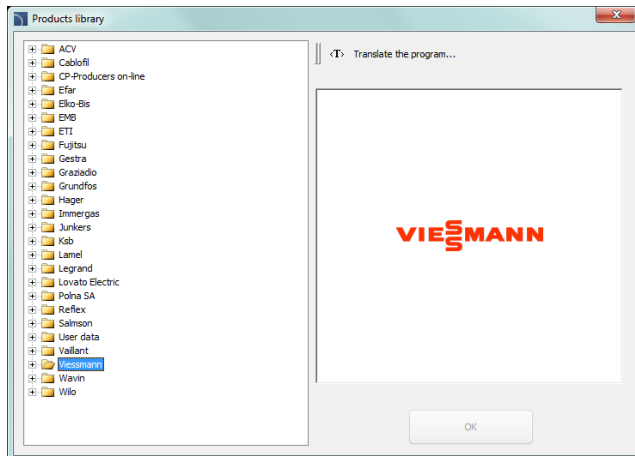 Products library
ACV
Cablofil
CP-Producers on-line
Efar
Elko-Bis
EMB
ETI
Fujitsu
Gestra
Graziadio
Grundfos
Hager
Immergas
Junkers
Ksb
Lamel
Legrand
Lovato Electric
Polna SA
Reflex
Salmson
User data
Vaillant
Viessmann
Wavin
Wilo
<T> Translate the program...
VIESSMANN
OK